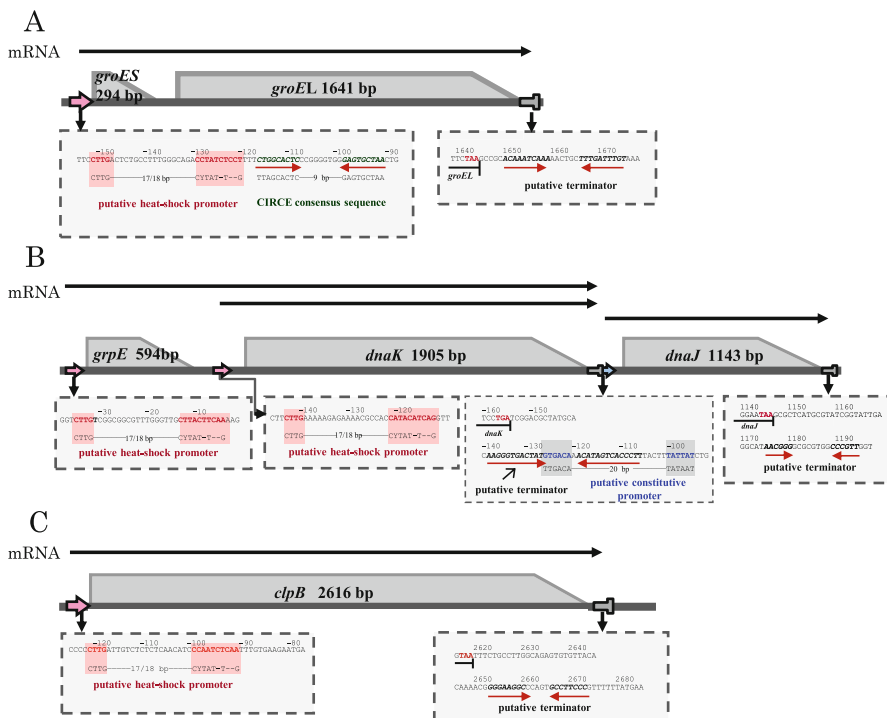 A
mRNA
groES
294 bp
groEL 1641 bp
−150 −140 −130 −120 −110 −100 −90
TTCCTTGACTCTGCCTTTGGGCAGACCTATCTCCTTTTCTGGCACTCCCGGGGTGGGAGTGCTAACTG
CTTG 17/18 bp CYTAT-T--G TTAGCACTC 9 bp GAGTGCTAA
putative heat-shock promoter CIRCE consensus sequence
1640 1650 1660 1670
TTCTAAGCCGCACAAATCAAAAACTGCTTTGATTTGTAAA
groEL
putative terminator
B
mRNA
grpE 594bp
dnaK 1905 bp
dnaJ 1143 bp
−30 −20 −10
GGTCTTGTCGGCGGCGTTTGGGTTGCTTACTTCAAAAG
CTTG 17/18 bp CYTAT-T--G
putative heat-shock promoter
−140 −130 −120
CTTCTTGAAAAAGAGAAAACGCCACCATACATCAGGTT
CTTG 17/18 bp CYTAT-T--G
putative heat-shock promoter
−160 −150
TCCTGATCGGACGCTATGCA
dnaK
−140 −130 −120 −110 −100
CAAGGGTGACTATGTGACAACATAGTCACCCTTTACTTTATTATCTG
TTGACA 20 bp TATAAT
putative terminator
putative constitutive
promoter
1140 1150 1160
GGAATAAGCGCTCATGCGTACCGGTATTGA
dnaJ
1170 1180 1190
GGCATAACGGGGCGCGTGGCCCGTTGGT
putative terminator
C
mRNA
clpB 2616 bp
−120 −110 −100 −90 −80
CCCCCTTGATTGTCTCTCTCAACATCCCAATCTCAATTTGTGAAGAATGA
CTTG 17/18 bp CYTAT-T--G
putative heat-shock promoter
2620 2630 2640
GTAATTTCTGCCTTGGCAGAGTGTGTTACA
2650 2660 2670 2680
CAAAACGGGGAAGGCCCAGTGCCTTCCCGTTTTTTATGAA
putative terminator